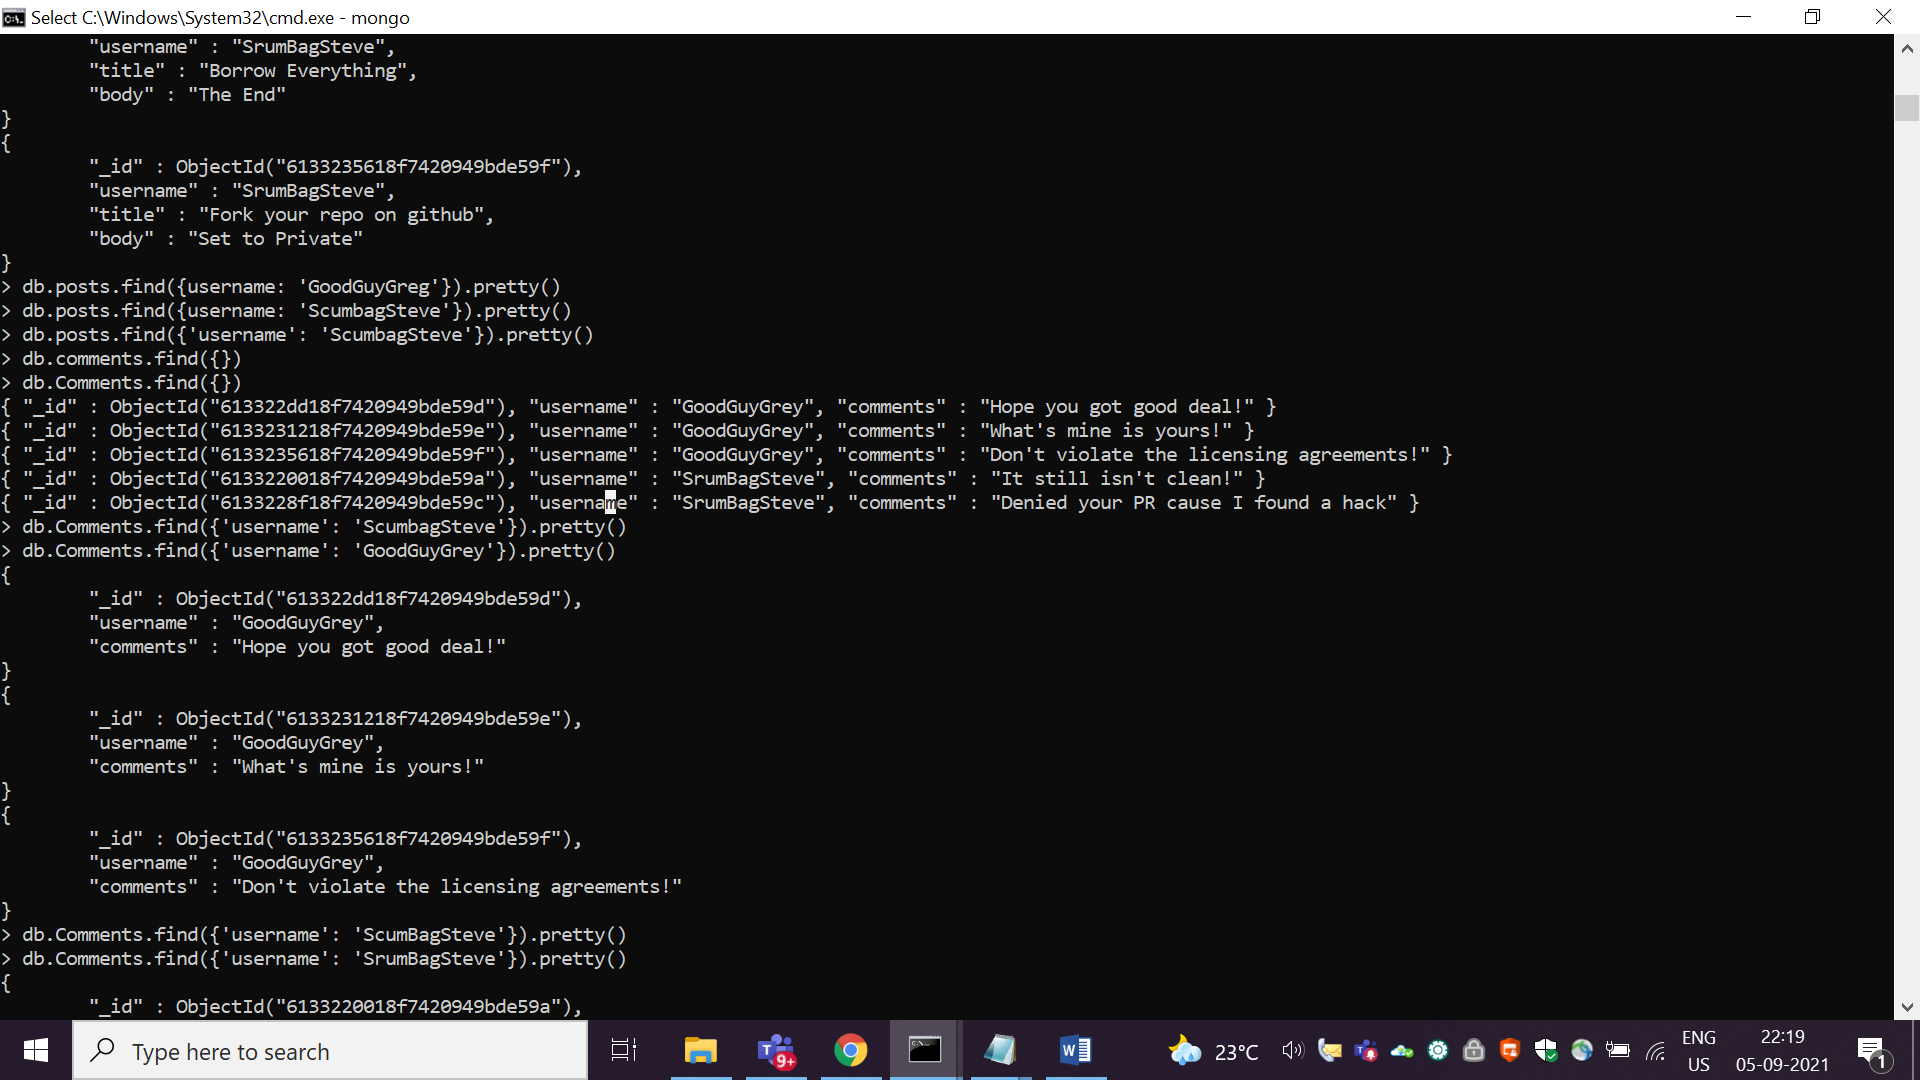 Select C:\Windows\System32\cmd.exe - mongo
"username" : "SrumBagSteve",
"title" : "Borrow Everything",
"body" : "The End"
}
{
"_id" : ObjectId("6133235618f7420949bde59f"),
"username" : "SrumBagSteve",
"title" : "Fork your repo on github",
"body" : "Set to Private"
}
> db.posts.find({username: 'GoodGuyGreg'}).pretty()
> db.posts.find({username: 'ScumbagSteve'}).pretty()
> db.posts.find({'username': 'ScumbagSteve'}).pretty()
> db.comments.find({})
> db.Comments.find({})
{ "_id" : ObjectId("613322dd18f7420949bde59d"), "username" : "GoodGuyGrey", "comments" : "Hope you got good deal!" }
{ "_id" : ObjectId("6133231218f7420949bde59e"), "username" : "GoodGuyGrey", "comments" : "What's mine is yours!" }
{ "_id" : ObjectId("6133235618f7420949bde59f"), "username" : "GoodGuyGrey", "comments" : "Don't violate the licensing agreements!" }
{ "_id" : ObjectId("6133220018f7420949bde59a"), "username" : "SrumBagSteve", "comments" : "It still isn't clean!" }
{ "_id" : ObjectId("6133228f18f7420949bde59c"), "username" : "SrumBagSteve", "comments" : "Denied your PR cause I found a hack" }
> db.Comments.find({'username': 'ScumbagSteve'}).pretty()
> db.Comments.find({'username': 'GoodGuyGrey'}).pretty()
{
"_id" : ObjectId("613322dd18f7420949bde59d"),
"username" : "GoodGuyGrey",
"comments" : "Hope you got good deal!"
}
{
"_id" : ObjectId("6133231218f7420949bde59e"),
"username" : "GoodGuyGrey",
"comments" : "What's mine is yours!"
}
{
"_id" : ObjectId("6133235618f7420949bde59f"),
"username" : "GoodGuyGrey",
"comments" : "Don't violate the licensing agreements!"
}
> db.Comments.find({'username': 'ScumBagSteve'}).pretty()
> db.Comments.find({'username': 'SrumBagSteve'}).pretty()
{
"_id" : ObjectId("6133220018f7420949bde59a"),
Type here to search
9+
23°C
ENG
US
22:19
05-09-2021
1